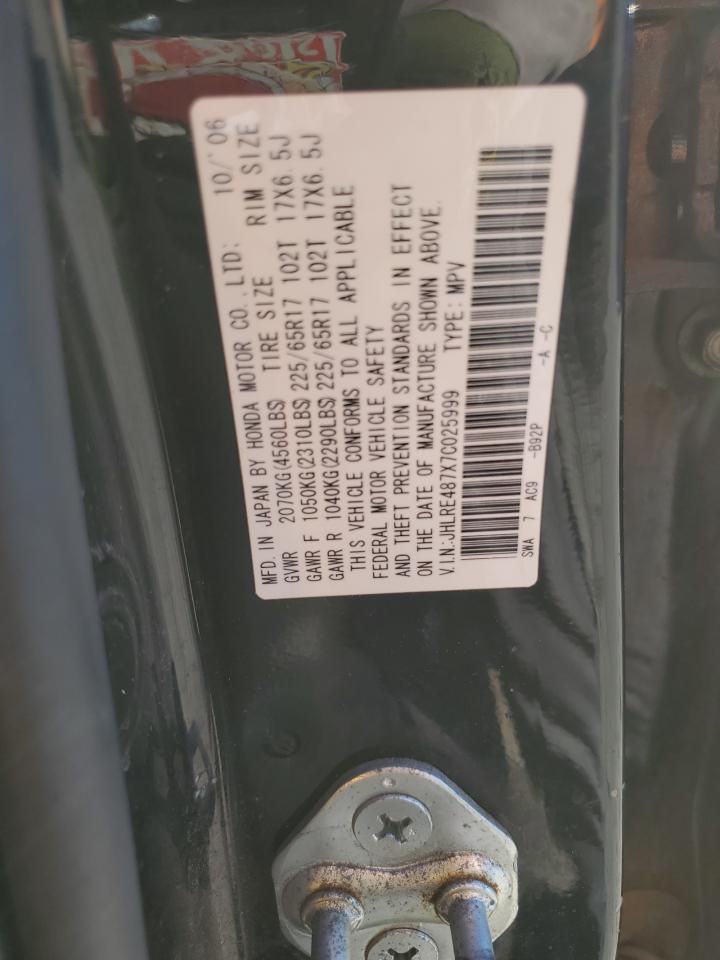 MFD. IN JAPAN BY HONDA MOTOR CO., LTD: 10/'06
GVWR 2070KG(4560LBS) TIRE SIZE RIM SIZE
GAWR F 1050KG(2310LBS) 225/65R17 102T 17X6. 5J
GAWR R 1040KG(2290LBS) 225/65R17 102T 17X6. 5J
THIS VEHICLE CONFORMS TO ALL APPLICABLE
FEDERAL MOTOR VEHICLE SAFETY
AND THEFT PREVENTION STANDARDS IN EFFECT
ON THE DATE OF MANUFACTURE SHOWN ABOVE.
V.I.N.:JHLRE487X7C025999 TYPE: MPV
SWA 7 AC9 -B92P -A -C